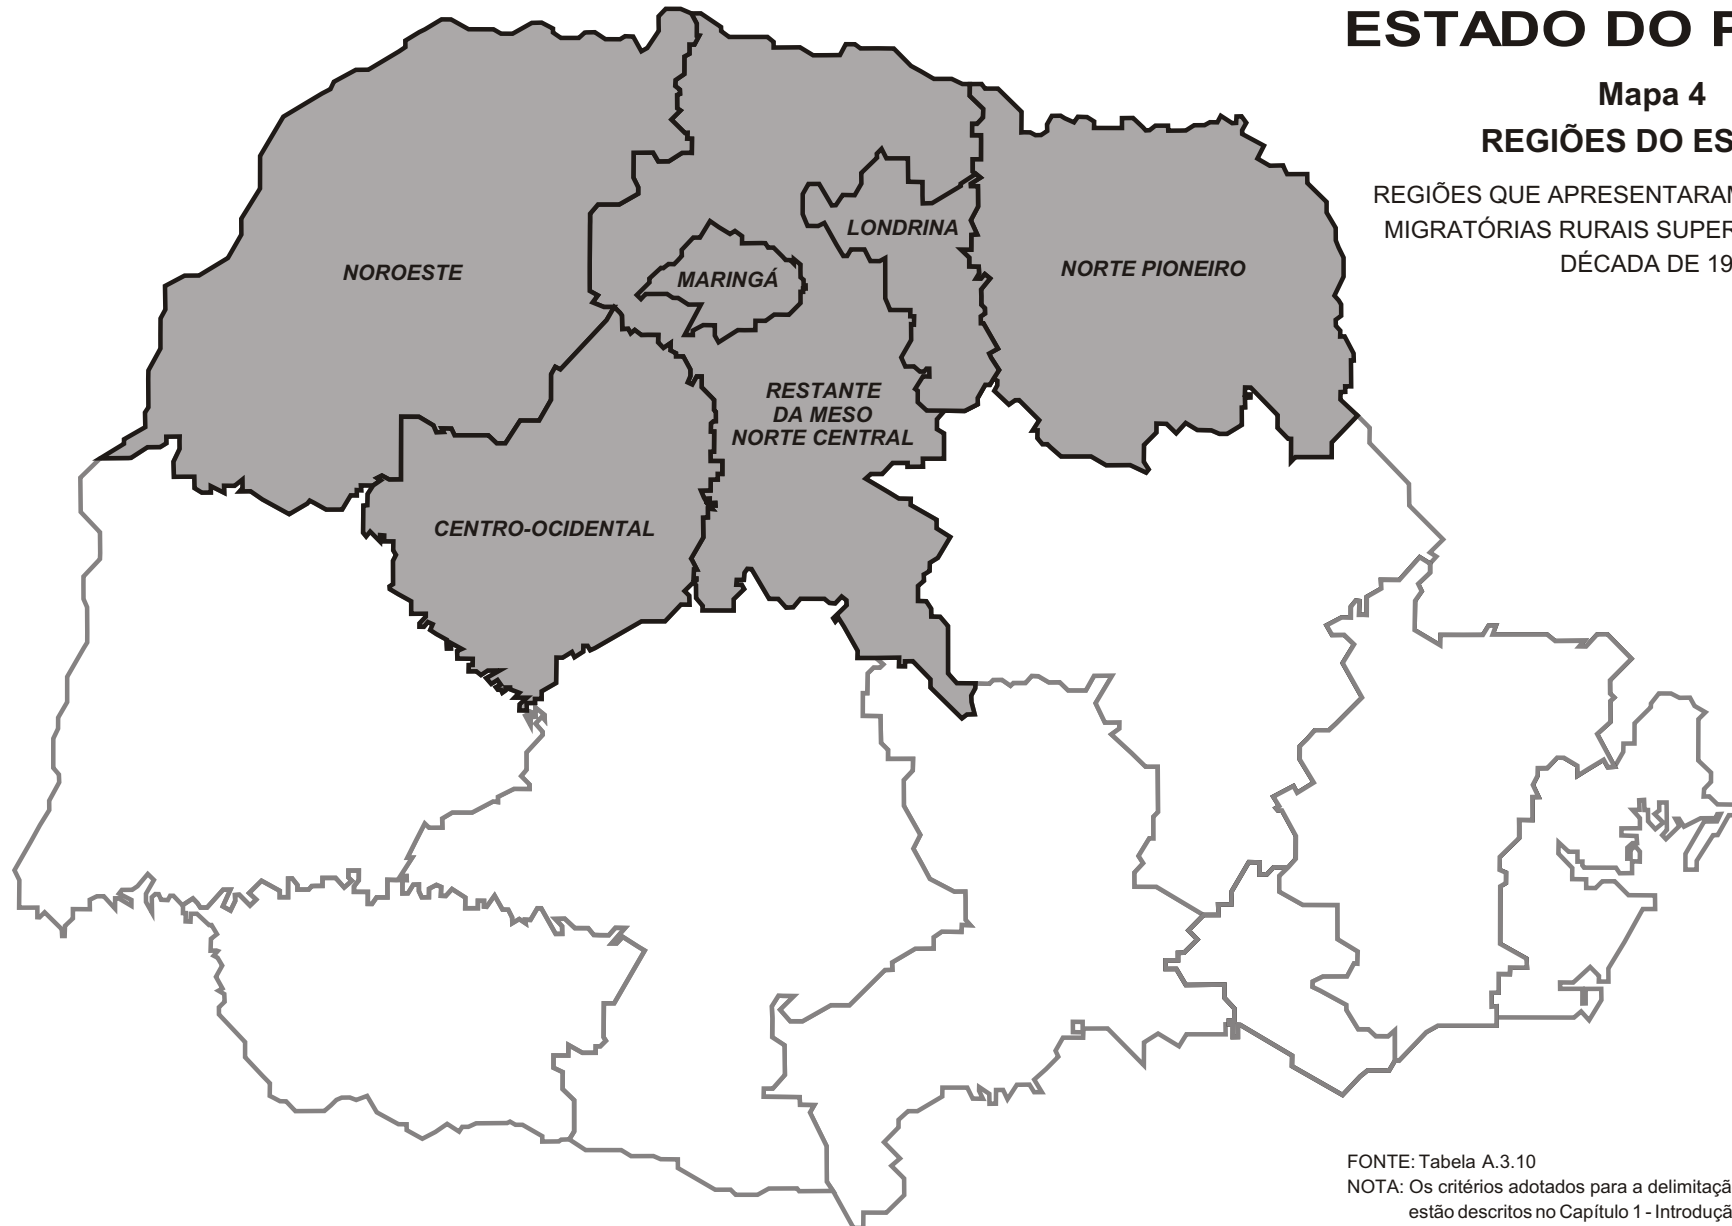 ESTADO DO P
Mapa 4
REGIÕES DO ES
REGIÕES QUE APRESENTARAM
MIGRATÓRIAS RURAIS SUPER
DÉCADA DE 19
LONDRINA
NOROESTE
MARINGÁ
NORTE PIONEIRO
RESTANTE
DA MESO
NORTE CENTRAL
CENTRO-OCIDENTAL
FONTE: Tabela A.3.10
NOTA: Os critérios adotados para a delimitaçã
estão descritos no Capítulo 1 - Introduçã